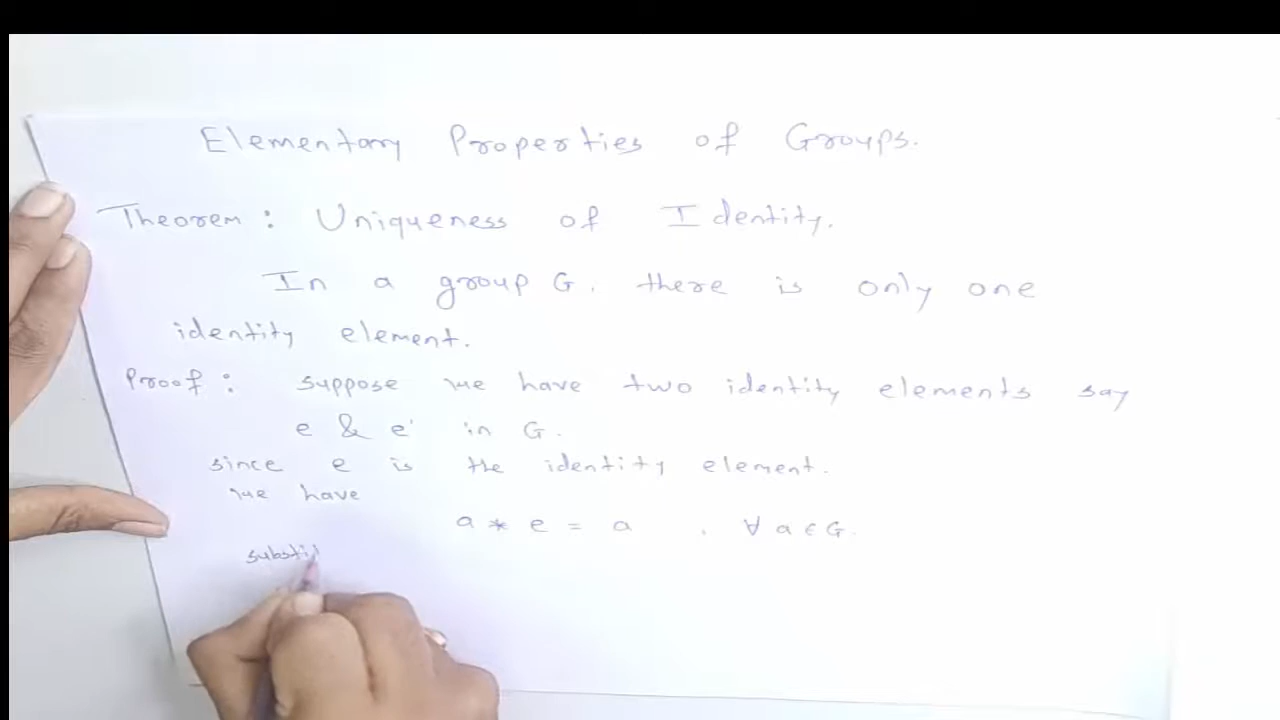 Elementary Properties of Groups.
Theorem: Uniqueness of Identity.
In a group G, there is only one
identity element.
Proof: suppose we have two identity elements say
e & e' in G.
since e is the identity element.
we have
a * e = a , ∀ a ∈ G.
substi